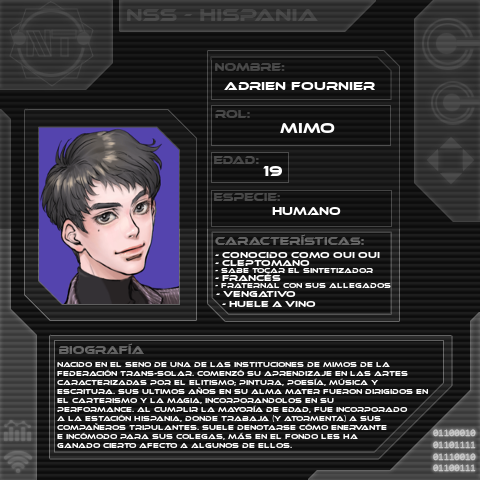 NSS - HISPANIA
NT
NOMBRE:
ADRIEN FOURNIER
ROL:
MIMO
EDAD:
19
ESPECIE:
HUMANO
CARACTERÍSTICAS:
- CONOCIDO COMO OUI OUI
- CLEPTOMANO
- SABE TOCAR EL SINTETIZADOR
- FRANCÉS
- FRATERNAL CON SUS ALLEGADOS
- VENGATIVO
- HUELE A VINO
BIOGRAFÍA
NACIDO EN EL SENO DE UNA DE LAS INSTITUCIONES DE MIMOS DE LA
FEDERACIÓN TRANS-SOLAR. COMENZÓ SU APRENDIZAJE EN LAS ARTES
CARACTERIZADAS POR EL ELITISMO; PINTURA, POESÍA, MÚSICA Y
ESCRITURA. SUS ULTIMOS AÑOS EN SU ALMA MATER FUERON DIRIGIDOS EN
EL CARTERISMO Y LA MAGIA, INCORPORANDOLOS EN SU
PERFORMANCE. AL CUMPLIR LA MAYORÍA DE EDAD, FUE INCORPORADO
A LA ESTACIÓN HISPANIA, DONDE TRABAJA (Y ATORMENTA) A SUS
COMPAÑEROS TRIPULANTES. SUELE DENOTARSE CÓMO ENERVANTE
E INCÓMODO PARA SUS COLEGAS, MÁS EN EL FONDO LES HA
GANADO CIERTO AFECTO A ALGUNOS DE ELLOS.
01100010
01101111
01110010
01100111